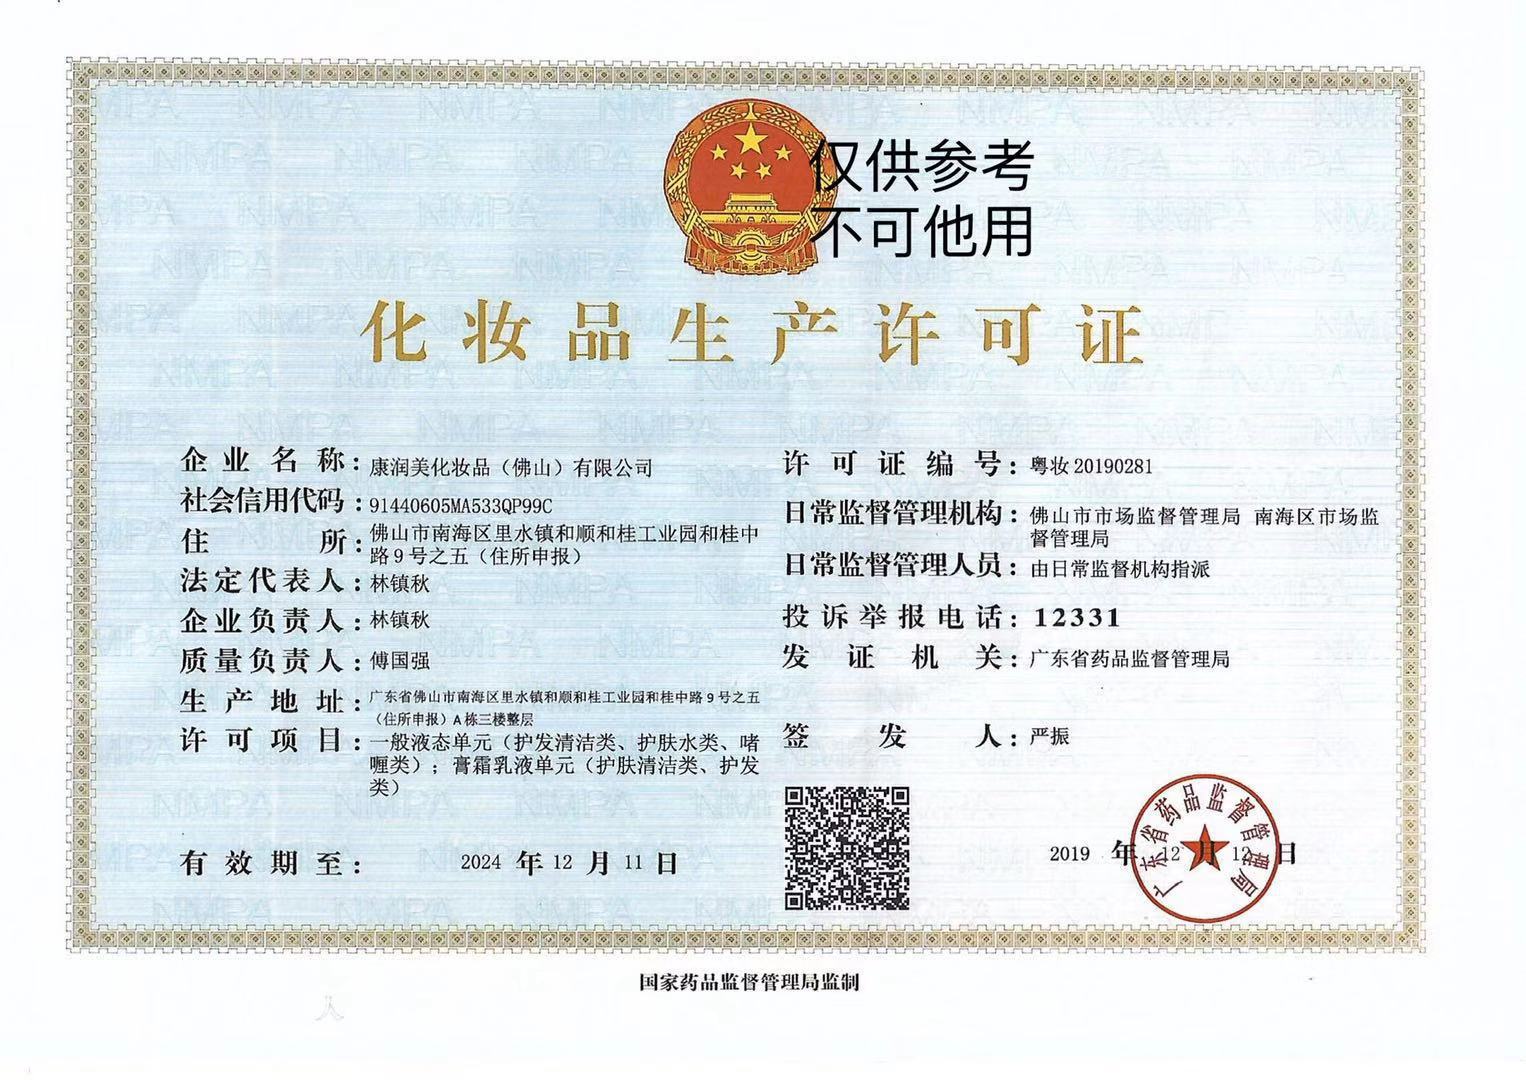 仅供参考
不可他用
化妆品生产许可证
企业名称：康润美化妆品（佛山）有限公司
社会信用代码：91440605MA533QP99C
住所：佛山市南海区里水镇和顺和桂工业园和桂中
路9号之五（住所申报）
法定代表人：林镇秋
企业负责人：林镇秋
质量负责人：傅国强
生产地址：广东省佛山市南海区里水镇和顺和桂工业园和桂中路9号之五
（住所申报）A栋三楼整层
许可项目：一般液态单元（护发清洁类、护肤水类、啫
喱类）；膏霜乳液单元（护肤清洁类、护发
类）
有效期至：2024年12月11日
许可证编号：粤妆20190281
日常监督管理机构：佛山市市场监督管理局 南海区市场监
督管理局
日常监督管理人员：由日常监督机构指派
投诉举报电话：12331
发证机关：广东省药品监督管理局
签发人：严振
2019年12月12日
广东省药品监督管理局
国家药品监督管理局监制
NMPA